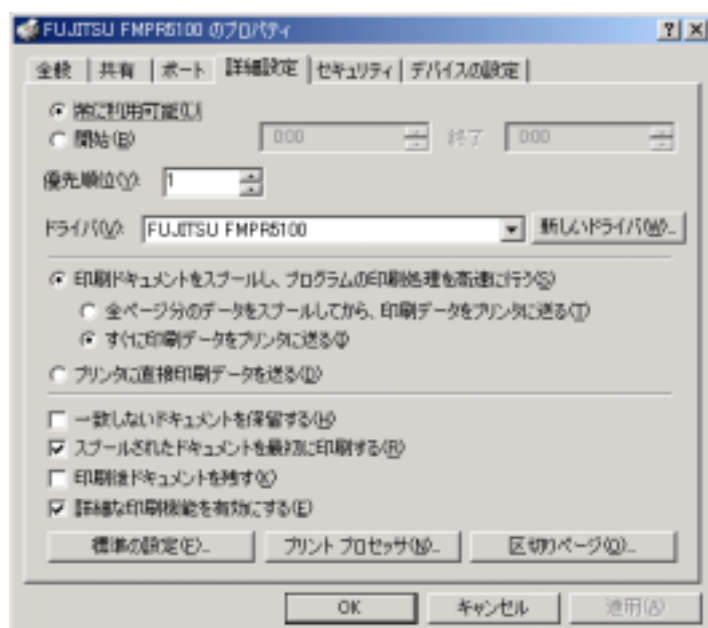 FUJITSU FMPR5100 のプロパティ
全般 共有 ポート 詳細設定 セキュリティ デバイスの設定
常に利用可能(L)
開始(B) 0:00 終了 0:00
優先順位(Y): 1
ドライバ(V): FUJITSU FMPR5100 新しいドライバ(W)...
印刷ドキュメントをスプールし、プログラムの印刷処理を高速に行う(S)
全ページ分のデータをスプールしてから、印刷データをプリンタに送る(T)
すぐに印刷データをプリンタに送る(I)
プリンタに直接印刷データを送る(D)
一致しないドキュメントを保留する(H)
スプールされたドキュメントを最初に印刷する(R)
印刷後ドキュメントを残す(K)
詳細な印刷機能を有効にする(E)
標準の設定(F)... プリント プロセッサ(N)... 区切りページ(O)...
OK キャンセル 適用(A)